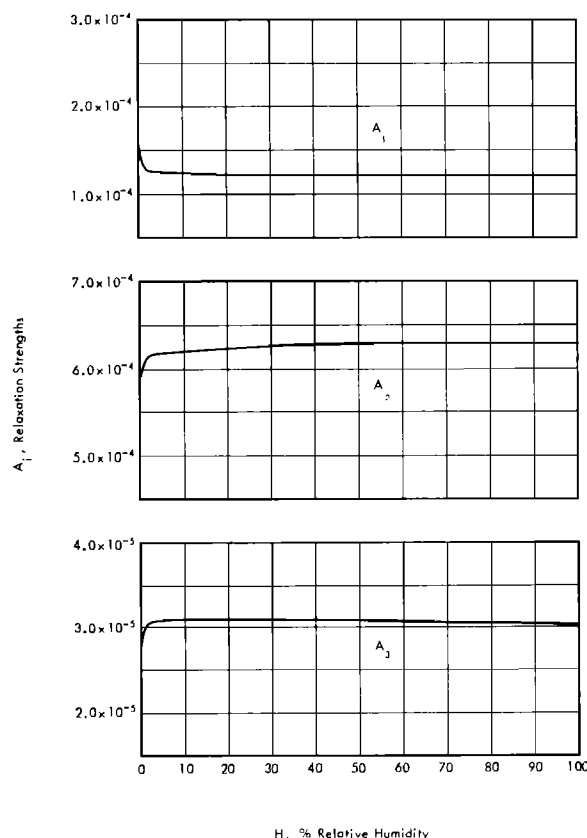 3.0×10⁻⁴
2.0×10⁻⁴
A₁
1.0×10⁻⁴
7.0×10⁻⁴
6.0×10⁻⁴
A₂
5.0×10⁻⁴
Aᵢ, Relaxation Strengths
4.0×10⁻⁵
3.0×10⁻⁵
A₃
2.0×10⁻⁵
0 10 20 30 40 50 60 70 80 90 100
H, % Relative Humidity